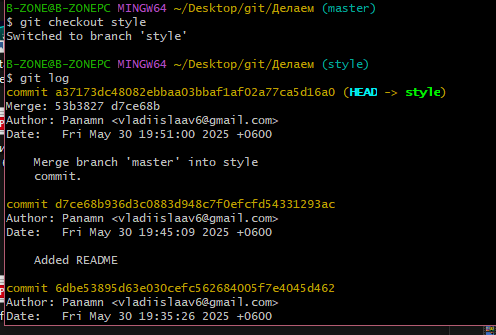 B-ZONE@B-ZONEPC MINGW64 ~/Desktop/git/Делаем (master)
$ git checkout style
Switched to branch 'style'
B-ZONE@B-ZONEPC MINGW64 ~/Desktop/git/Делаем (style)
$ git log
commit a37173dc48082ebbaa03bbaf1af02a77ca5d16a0 (HEAD -> style)
Merge: 53b3827 d7ce68b
Author: Panamn <vladiislaav6@gmail.com>
Date:   Fri May 30 19:51:00 2025 +0600
    Merge branch 'master' into style
    commit.
commit d7ce68b936d3c0883d948c7f0efcfd54331293ac
Author: Panamn <vladiislaav6@gmail.com>
Date:   Fri May 30 19:45:09 2025 +0600
    Added README
commit 6dbe53895d63e030cefc562684005f7e4045d462
Author: Panamn <vladiislaav6@gmail.com>
Date:   Fri May 30 19:35:26 2025 +0600